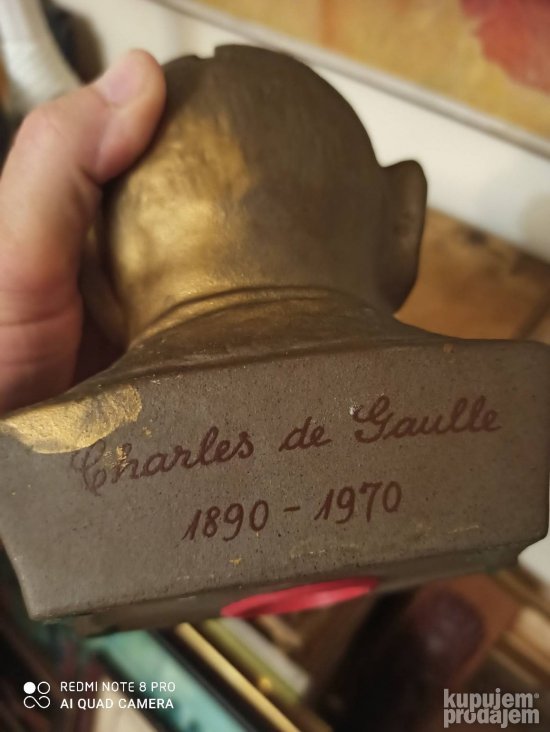 Charles de Gaulle
1890 - 1970
REDMI NOTE 8 PRO
AI QUAD CAMERA
kupujem
prodajem